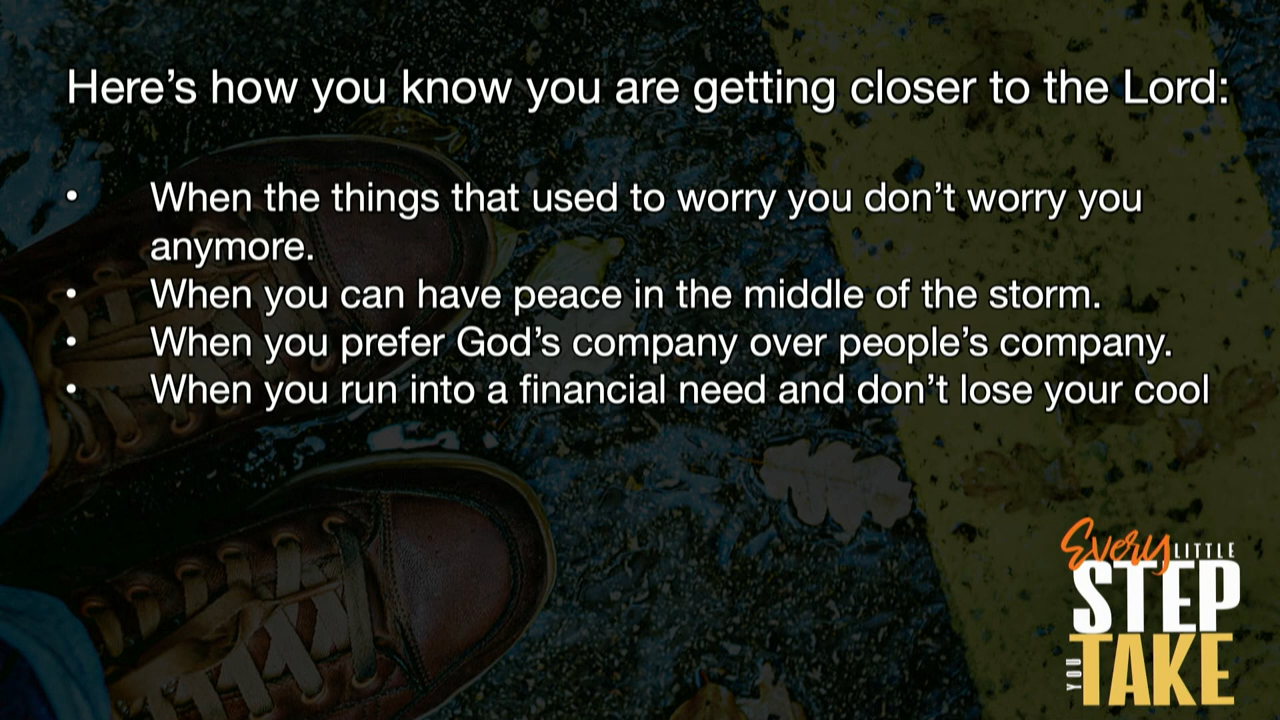 Here’s how you know you are getting closer to the Lord:
• When the things that used to worry you don’t worry you
anymore.
• When you can have peace in the middle of the storm.
• When you prefer God’s company over people’s company.
• When you run into a financial need and don’t lose your cool
Every LITTLE
STEP
YOU TAKE